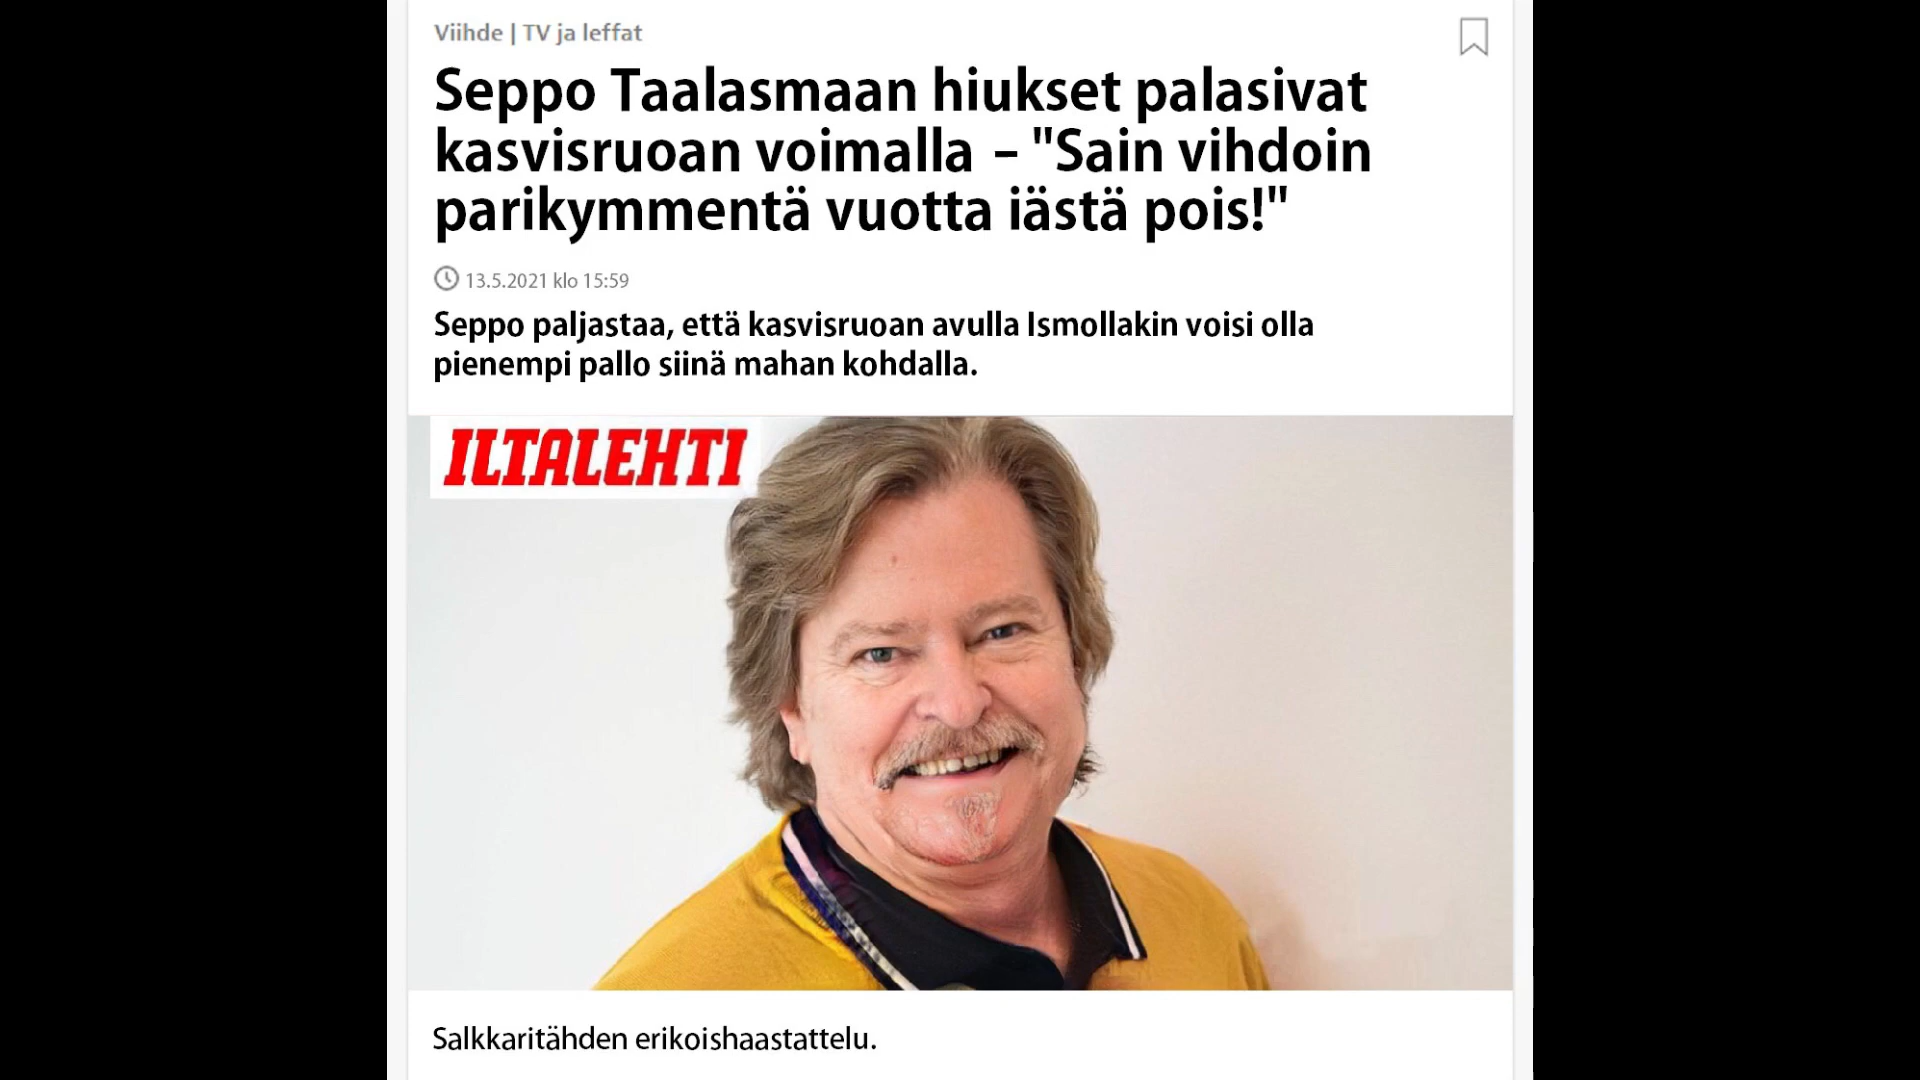 Viihde | TV ja leffat
Seppo Taalasmaan hiukset palasivat
kasvisruoan voimalla – "Sain vihdoin
parikymmentä vuotta iästä pois!"
13.5.2021 klo 15:59
Seppo paljastaa, että kasvisruoan avulla Ismollakin voisi olla
pienempi pallo siinä mahan kohdalla.
ILTALEHTI
Salkkaritähden erikoishaastattelu.